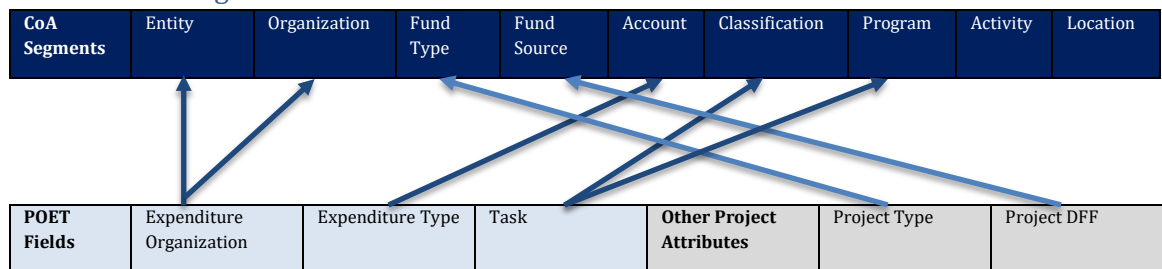 CoA Segments Entity Organization Fund Type Fund Source Account Classification Program Activity Location
POET Fields Expenditure Organization Expenditure Type Task Other Project Attributes Project Type Project DFF